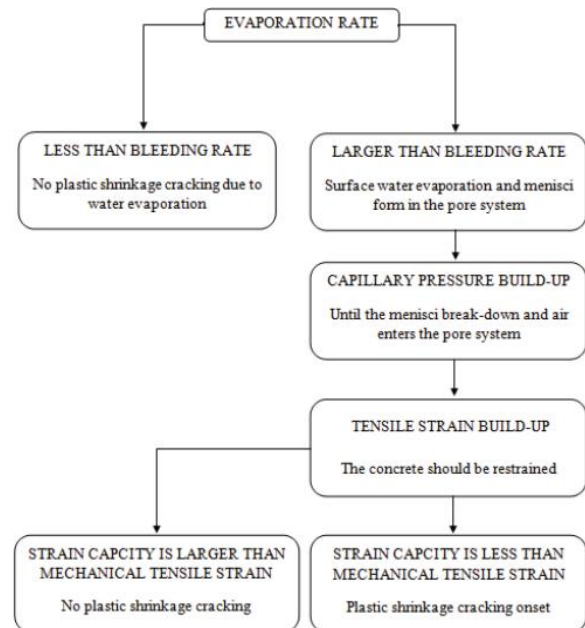 EVAPORATION RATE
LESS THAN BLEEDING RATE
No plastic shrinkage cracking due to
water evaporation
LARGER THAN BLEEDING RATE
Surface water evaporation and menisci
form in the pore system
CAPILLARY PRESSURE BUILD-UP
Until the menisci break-down and air
enters the pore system
TENSILE STRAIN BUILD-UP
The concrete should be restrained
STRAIN CAPCITY IS LARGER THAN
MECHANICAL TENSILE STRAIN
No plastic shrinkage cracking
STRAIN CAPCITY IS LESS THAN
MECHANICAL TENSILE STRAIN
Plastic shrinkage cracking onset